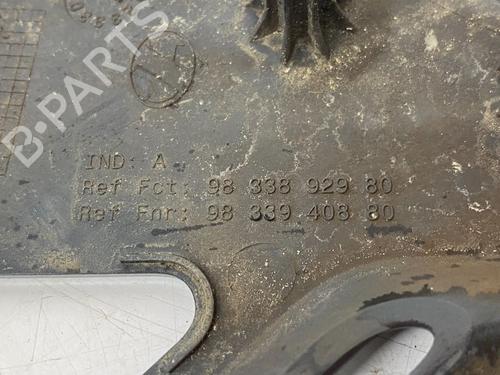 B-PARTS
IND: A
Ref Fct: 98 338 929 80
Ref Fnr: 98 339 408 80